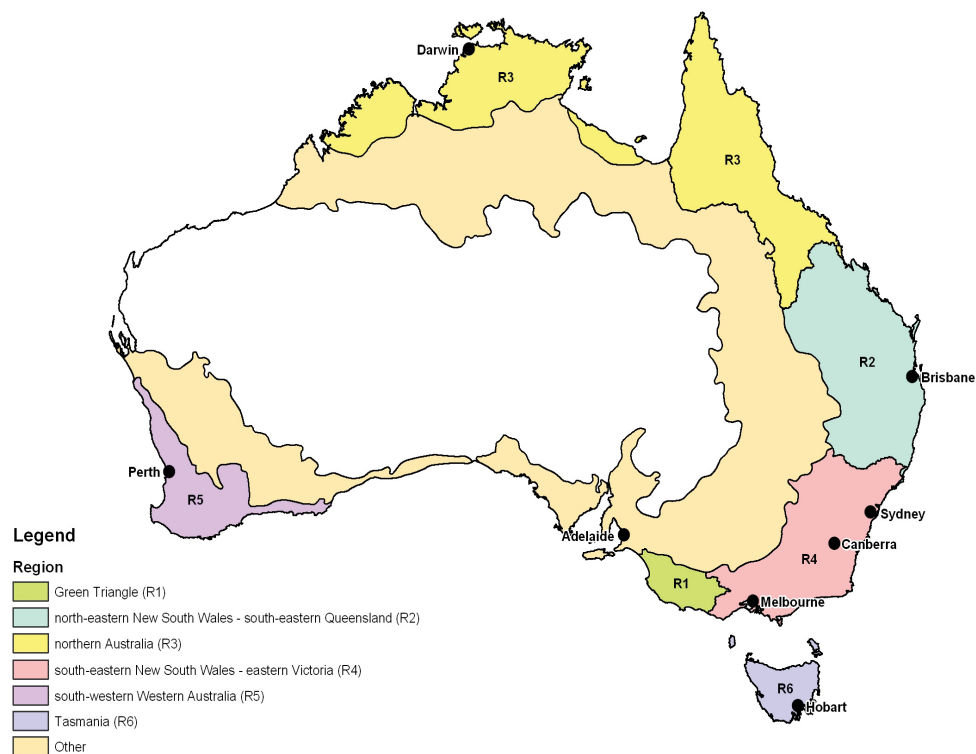 Darwin
R3
R3
R2
Brisbane
Perth
R5
Sydney
Adelaide
Canberra
R4
R1
Melbourne
R6
Hobart
Legend
Region
Green Triangle (R1)
north-eastern New South Wales - south-eastern Queensland (R2)
northern Australia (R3)
south-eastern New South Wales - eastern Victoria (R4)
south-western Western Australia (R5)
Tasmania (R6)
Other